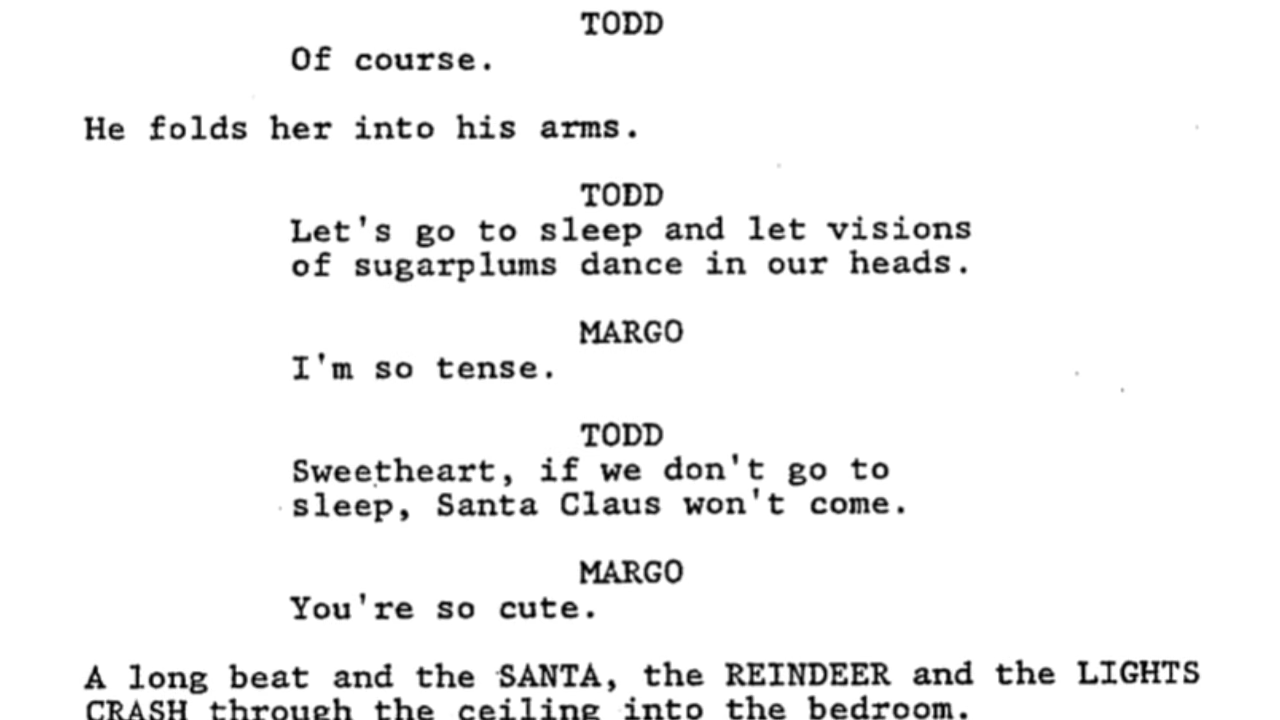 TODD
Of course.
He folds her into his arms.
TODD
Let's go to sleep and let visions
of sugarplums dance in our heads.
MARGO
I'm so tense.
TODD
Sweetheart, if we don't go to
sleep, Santa Claus won't come.
MARGO
You're so cute.
A long beat and the SANTA, the REINDEER and the LIGHTS
CRASH through the ceiling into the bedroom.